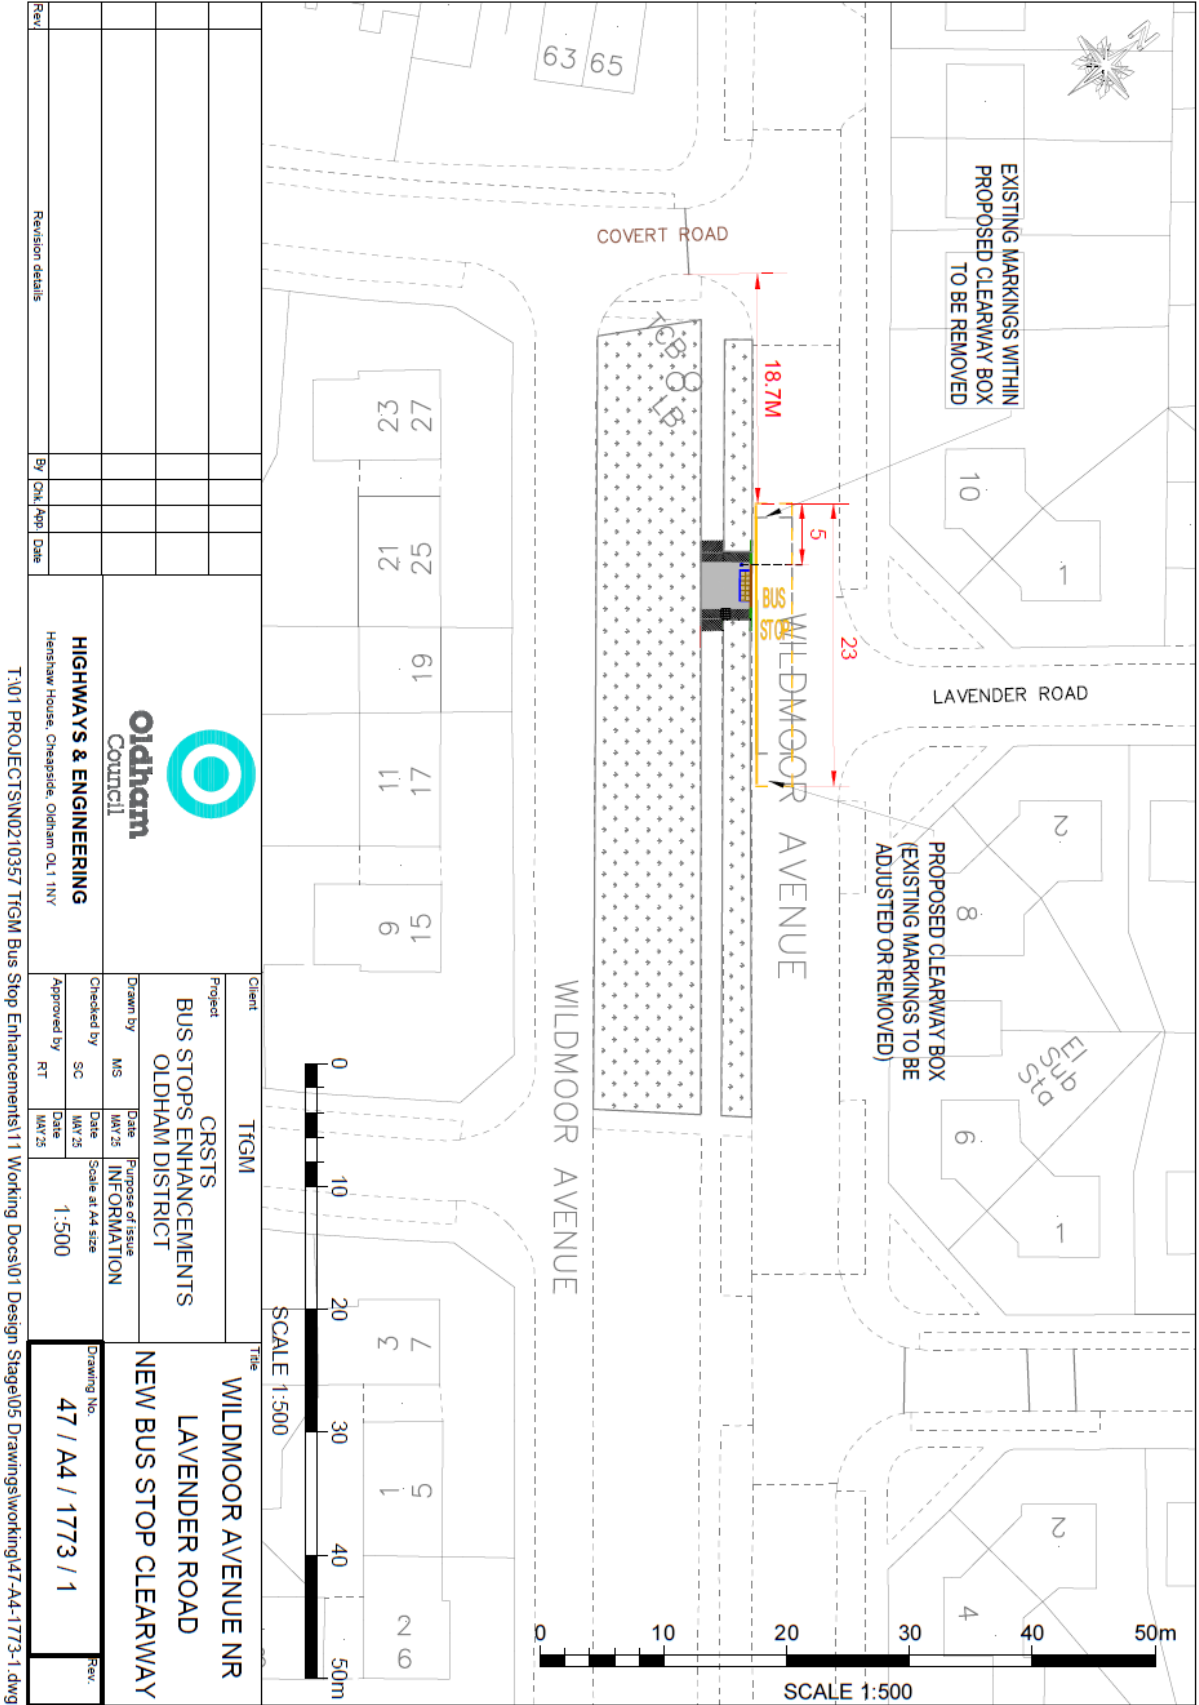 63 65
COVERT ROAD
EXISTING MARKINGS WITHIN
PROPOSED CLEARWAY BOX
TO BE REMOVED
N
18.7M
5
23
BUS
STOP
TCB
LB
WILDMOOR AVENUE
LAVENDER ROAD
10
1
2
8
PROPOSED CLEARWAY BOX
(EXISTING MARKINGS TO BE
ADJUSTED OR REMOVED)
El
Sub
Sta
6
1
2
4
27
23
25
21
19
17
11
15
9
WILDMOOR AVENUE
7
3
5
1
2
6
0 10 20 30 40 50m
SCALE 1:500
0 10 20 30 40 50m
SCALE 1:500
Rev.
Revision details
By
Chk.
App.
Date
Oldham
Council
HIGHWAYS & ENGINEERING
Henshaw House, Cheapside, Oldham OL1 1NY
Client
TfGM
Project
CRSTS
BUS STOPS ENHANCEMENTS
OLDHAM DISTRICT
Drawn by
MS
Date
MAY 25
Checked by
SC
Date
MAY 25
Approved by
RT
Date
MAY 25
Purpose of issue
INFORMATION
Scale at A4 size
1:500
Title
WILDMOOR AVENUE NR
LAVENDER ROAD
NEW BUS STOP CLEARWAY
Drawing No.
47 / A4 / 1773 / 1
Rev.
T:\01 PROJECTS\N0210357 TfGM Bus Stop Enhancements\11 Working Docs\01 Design Stage\05 Drawings\working\47-A4-1773-1.dwg